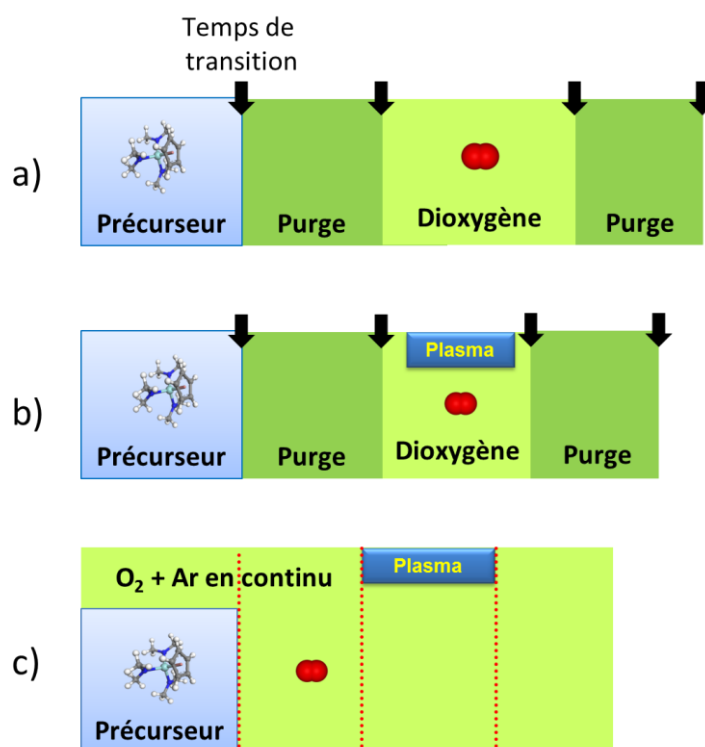 Temps de
transition
a)
Précurseur
Purge
Dioxygène
Purge
b)
Plasma
Précurseur
Purge
Dioxygène
Purge
O₂ + Ar en continu
Plasma
c)
Précurseur